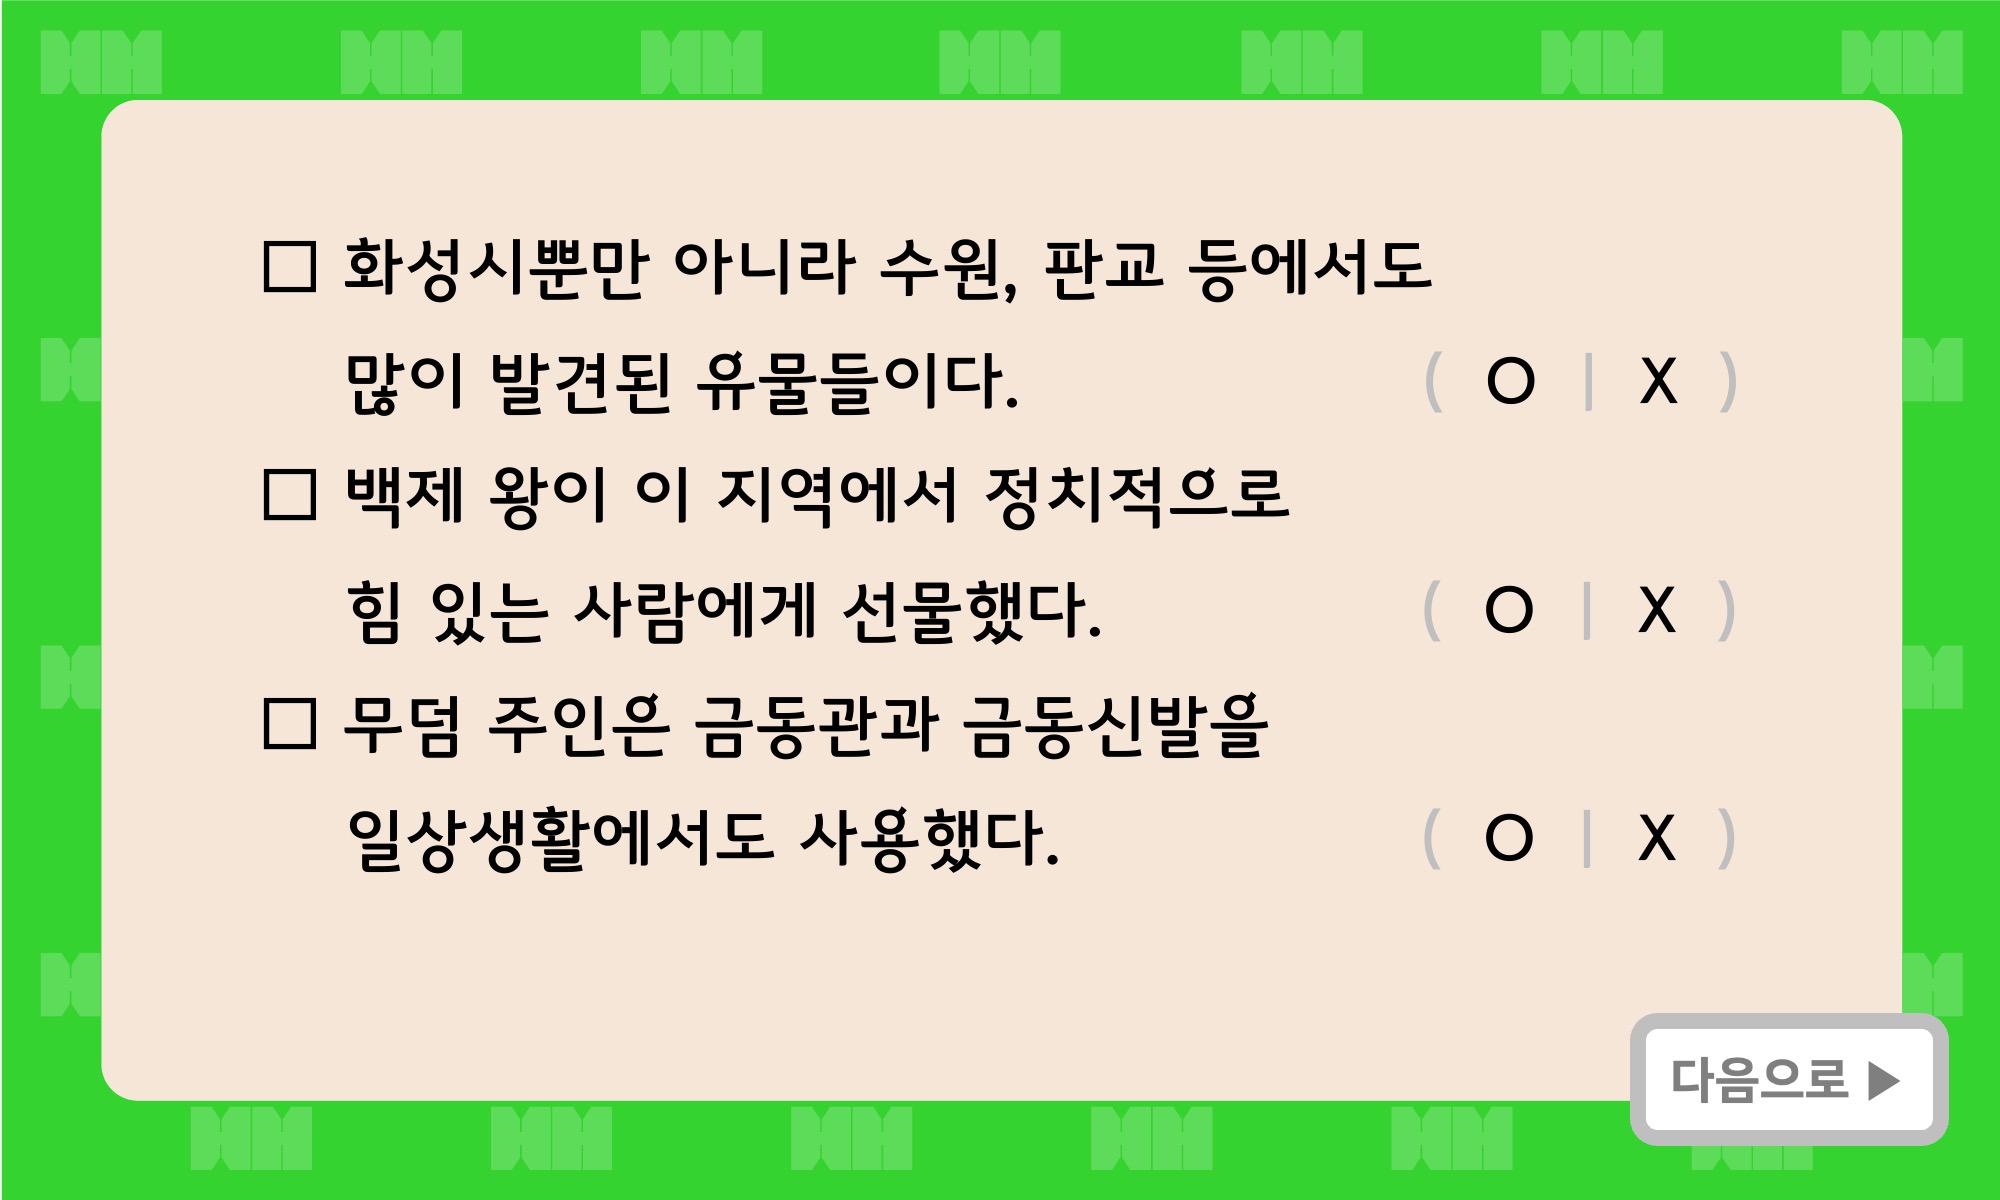 □ 화성시뿐만 아니라 수원, 판교 등에서도
많이 발견된 유물들이다. ( O | X )
□ 백제 왕이 이 지역에서 정치적으로
힘 있는 사람에게 선물했다. ( O | X )
□ 무덤 주인은 금동관과 금동신발을
일상생활에서도 사용했다. ( O | X )
다음으로 ▶